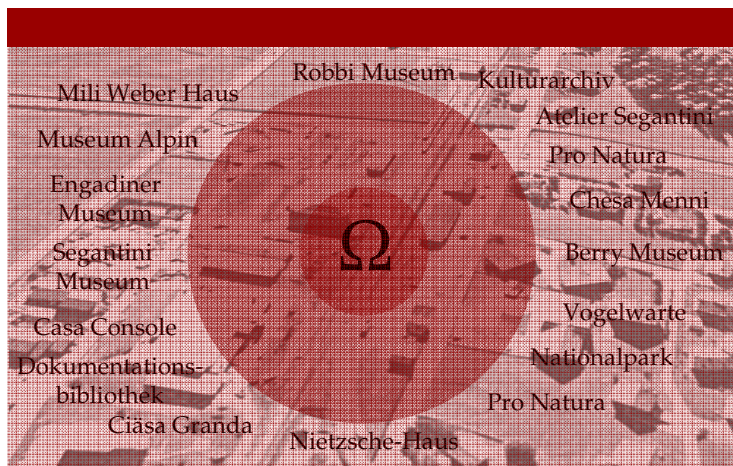 Robbi Museum
Kulturarchiv
Mili Weber Haus
Atelier Segantini
Museum Alpin
Pro Natura
Engadiner
Museum
Chesa Menni
Ω
Segantini
Museum
Berry Museum
Vogelwarte
Casa Console
Nationalpark
Dokumentations-
bibliothek
Pro Natura
Ciäsa Granda
Nietzsche-Haus